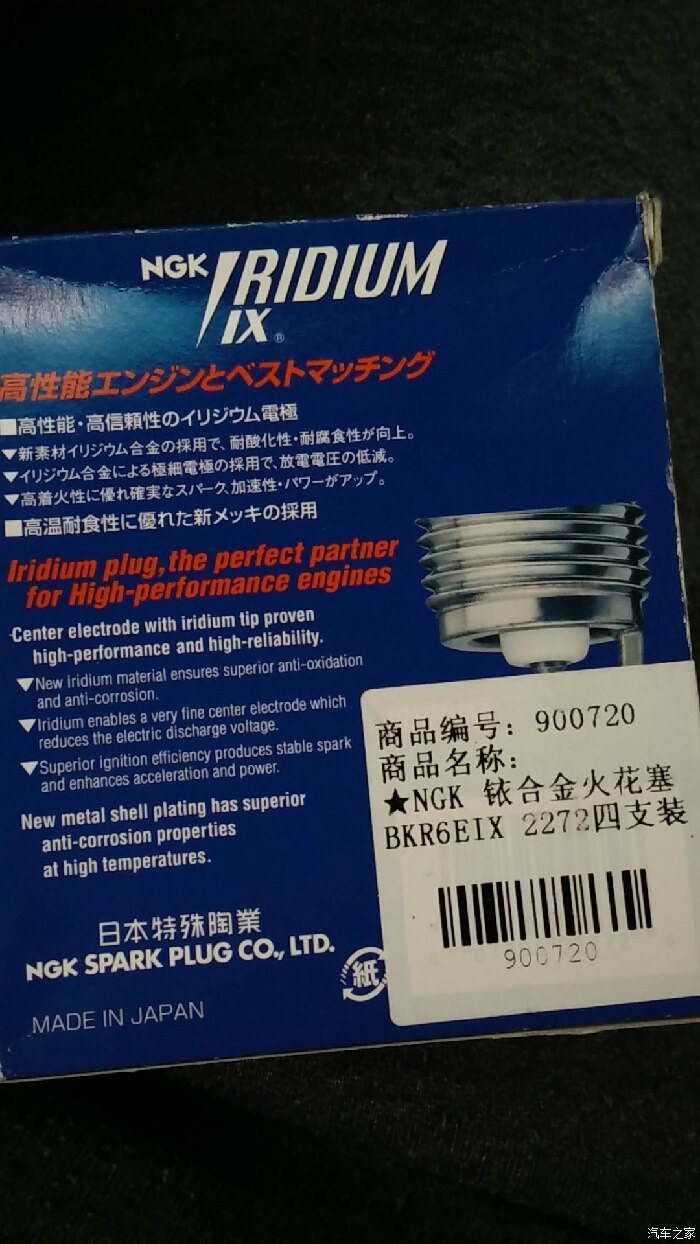 NGK IRIDIUM
IX®
高性能エンジンとベストマッチング
■高性能・高信頼性のイリジウム電極
▼新素材イリジウム合金の採用で、耐酸化性・耐腐食性が向上。
▼イリジウム合金による極細電極の採用で、放電電圧の低減。
▼高着火性に優れ確実なスパーク、加速性・パワーがアップ。
■高温耐食性に優れた新メッキの採用
Iridium plug, the perfect partner
for High-performance engines
Center electrode with iridium tip proven
high-performance and high-reliability.
▼New iridium material ensures superior anti-oxidation
and anti-corrosion.
▼Iridium enables a very fine center electrode which
reduces the electric discharge voltage.
▼Superior ignition efficiency produces stable spark
and enhances acceleration and power.
New metal shell plating has superior
anti-corrosion properties
at high temperatures.
日本特殊陶業
NGK SPARK PLUG CO., LTD.
紙
MADE IN JAPAN
商品编号: 900720
商品名称:
★NGK 铱合金火花塞
BKR6EIX 2272四支装
900720
汽车之家